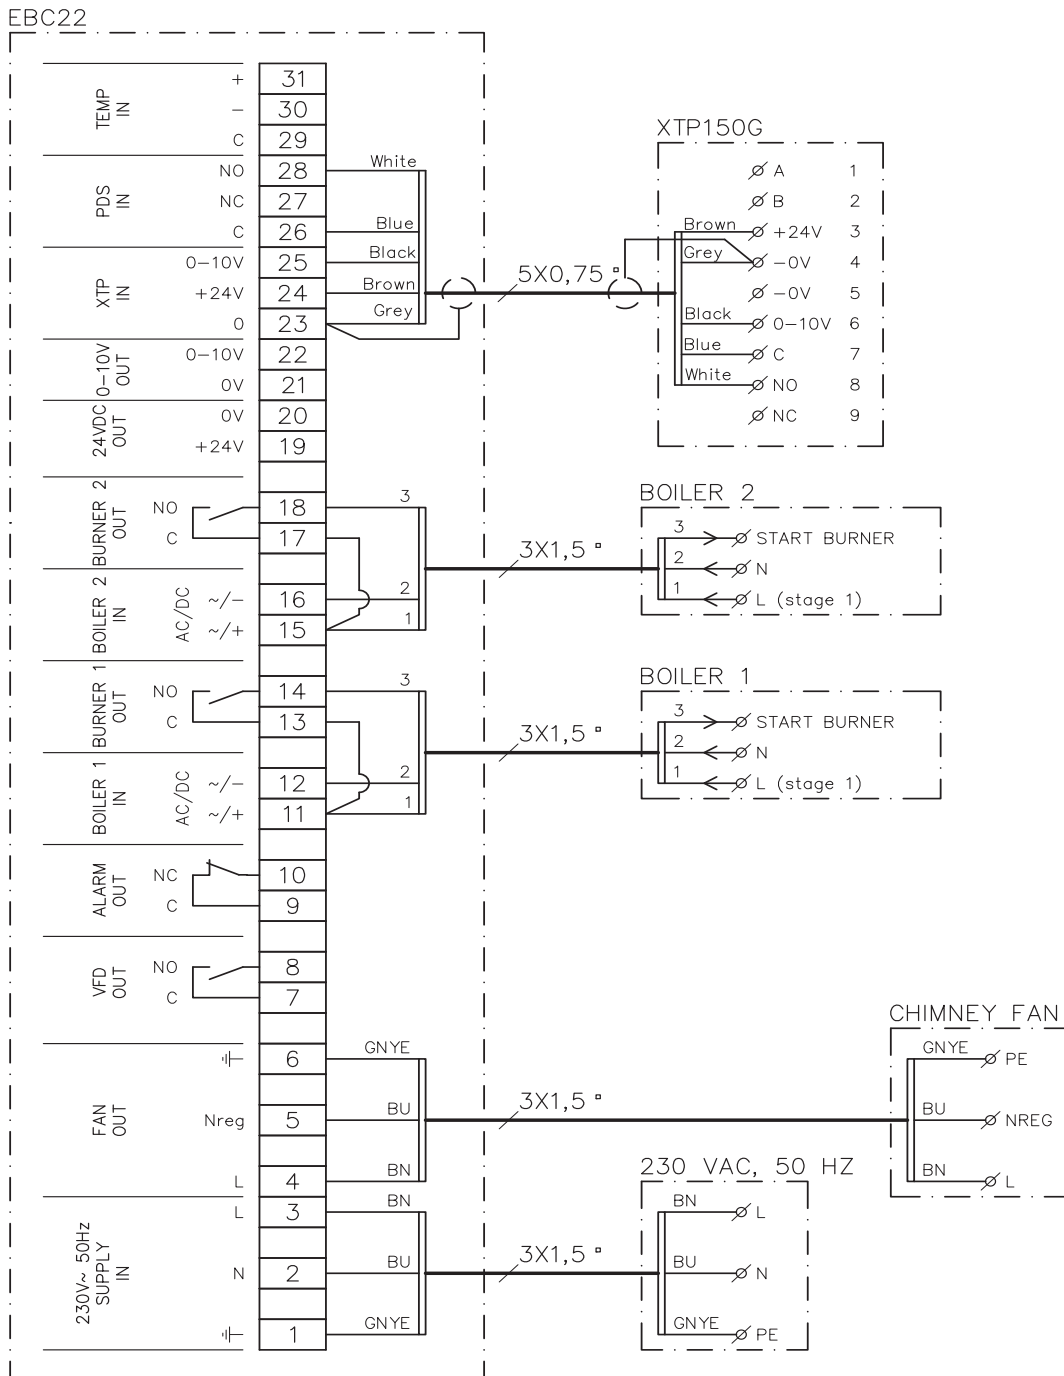 EBC22
TEMP IN
+ 31
- 30
C 29
PDS IN
NO 28 White
NC 27
C 26 Blue
XTP IN
0-10V 25 Black
+24V 24 Brown
0 23 Grey
0-10V OUT
0-10V 22
0V 21
24VDC OUT
0V 20
+24V 19
BURNER 2 OUT
NO 18 3
C 17
BOILER 2 IN
AC/DC
~/- 16 2
~/+ 15 1
BURNER 1 OUT
NO 14 3
C 13
BOILER 1 IN
AC/DC
~/- 12 2
~/+ 11 1
ALARM OUT
NC 10
C 9
VFD OUT
NO 8
C 7
FAN OUT
6 GNYE
Nreg 5 BU
L 4 BN
230V~ 50Hz SUPPLY IN
L 3 BN
N 2 BU
1 GNYE
5X0,75 ▫
XTP150G
A 1
B 2
Brown +24V 3
Grey -0V 4
-0V 5
Black 0-10V 6
Blue C 7
White NO 8
NC 9
3X1,5 ▫
BOILER 2
3 START BURNER
2 N
1 L (stage 1)
3X1,5 ▫
BOILER 1
3 START BURNER
2 N
1 L (stage 1)
3X1,5 ▫
CHIMNEY FAN
GNYE PE
BU NREG
BN L
3X1,5 ▫
230 VAC, 50 HZ
BN L
BU N
GNYE PE